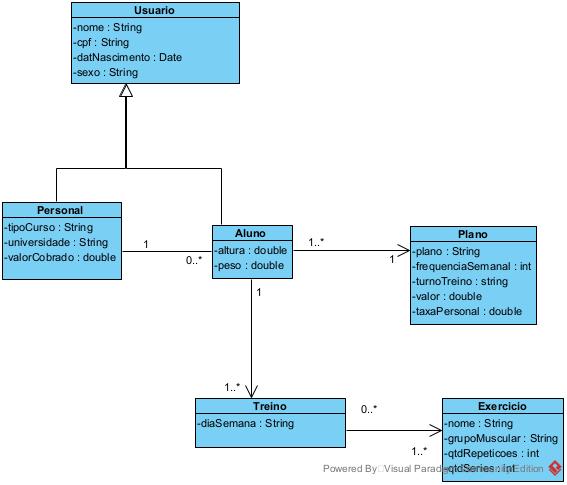 Usuario
-nome : String
-cpf : String
-datNascimento : Date
-sexo : String
Personal
-tipoCurso : String
-universidade : String
-valorCobrado : double
1
0..*
Aluno
-altura : double
-peso : double
1..*
1
Plano
-plano : String
-frequenciaSemanal : int
-turnoTreino : string
-valor : double
-taxaPersonal : double
1
1..*
Treino
-diaSemana : String
0..*
1..*
Exercicio
-nome : String
-grupoMuscular : String
-qtdRepeticoes : int
-qtdSeries : int
Powered By Visual Paradigm Community Edition